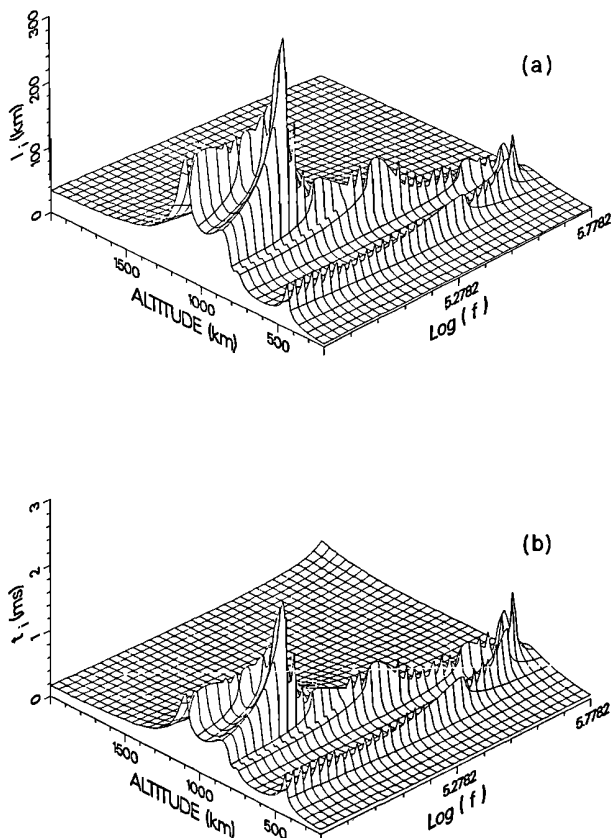 300
(a)
200
l_i (km)
100
0
1500
1000
500
ALTITUDE (km)
5.7782
5.2782
Log ( f )
3
(b)
2
t_i (ms)
1
0
1500
1000
500
ALTITUDE (km)
5.7782
5.2782
Log ( f )